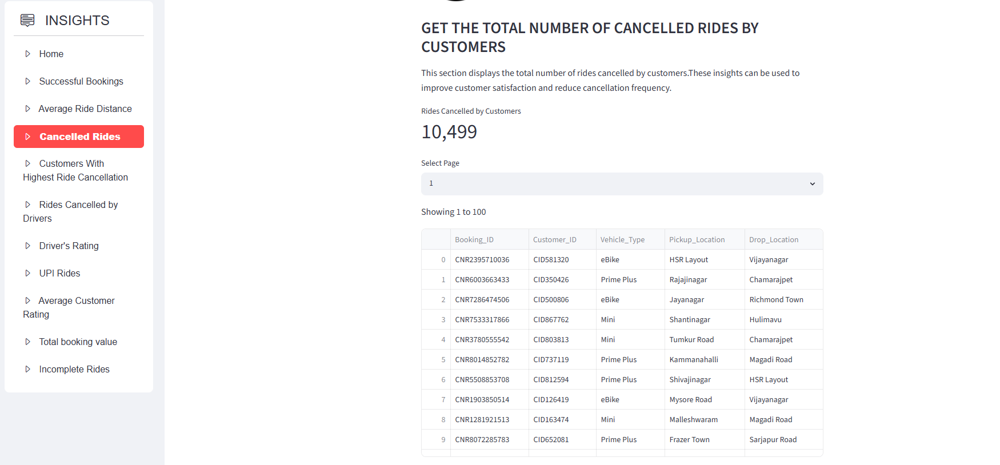 INSIGHTS
Home
Successful Bookings
Average Ride Distance
Cancelled Rides
Customers With
Highest Ride Cancellation
Rides Cancelled by
Drivers
Driver's Rating
UPI Rides
Average Customer
Rating
Total booking value
Incomplete Rides
GET THE TOTAL NUMBER OF CANCELLED RIDES BY
CUSTOMERS
This section displays the total number of rides cancelled by customers.These insights can be used to
improve customer satisfaction and reduce cancellation frequency.
Rides Cancelled by Customers
10,499
Select Page
1
Showing 1 to 100
Booking_ID Customer_ID Vehicle_Type Pickup_Location Drop_Location
0 CNR2395710036 CID581320 eBike HSR Layout Vijayanagar
1 CNR6003663433 CID350426 Prime Plus Rajajinagar Chamarajpet
2 CNR7286474506 CID500806 eBike Jayanagar Richmond Town
3 CNR7533317866 CID867762 Mini Shantinagar Hulimavu
4 CNR3780555542 CID803813 Mini Tumkur Road Chamarajpet
5 CNR8014852782 CID737119 Prime Plus Kammanahalli Magadi Road
6 CNR5508853708 CID812594 Prime Plus Shivajinagar HSR Layout
7 CNR1903850514 CID126419 eBike Mysore Road Vijayanagar
8 CNR1281921513 CID163474 Mini Malleshwaram Magadi Road
9 CNR8072285783 CID652081 Prime Plus Frazer Town Sarjapur Road